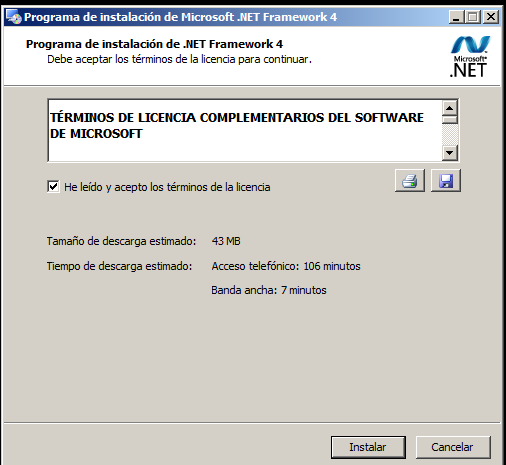 Programa de instalación de Microsoft .NET Framework 4
Programa de instalación de .NET Framework 4
Debe aceptar los términos de la licencia para continuar.
Microsoft®
.NET
TÉRMINOS DE LICENCIA COMPLEMENTARIOS DEL SOFTWARE
DE MICROSOFT
He leído y acepto los términos de la licencia
Tamaño de descarga estimado: 43 MB
Tiempo de descarga estimado: Acceso telefónico: 106 minutos
Banda ancha: 7 minutos
Instalar Cancelar